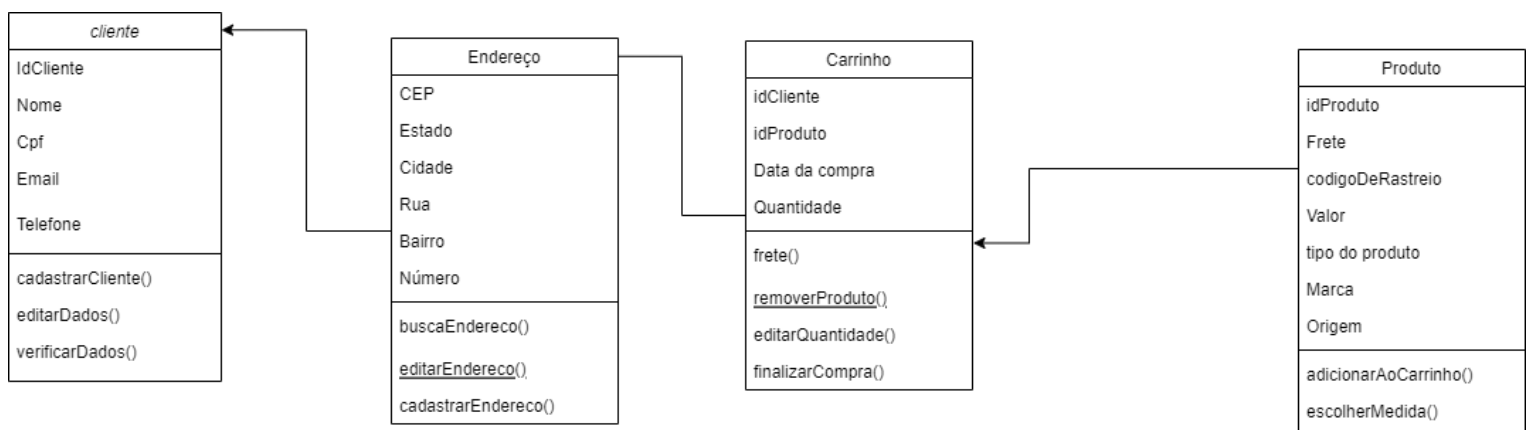 cliente
IdCliente
Nome
Cpf
Email
Telefone
cadastrarCliente()
editarDados()
verificarDados()
Endereço
CEP
Estado
Cidade
Rua
Bairro
Número
buscaEndereco()
editarEndereco()
cadastrarEndereco()
Carrinho
idCliente
idProduto
Data da compra
Quantidade
frete()
removerProduto()
editarQuantidade()
finalizarCompra()
Produto
idProduto
Frete
codigoDeRastreio
Valor
tipo do produto
Marca
Origem
adicionarAoCarrinho()
escolherMedida()